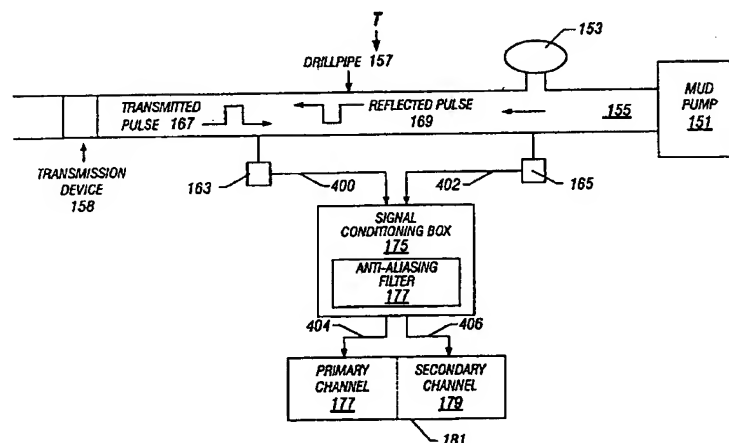 T
DRILLPIPE 157
153
MUD
PUMP
151
TRANSMITTED
PULSE 167
REFLECTED PULSE
169
155
TRANSMISSION
DEVICE
158
163
400
402
165
SIGNAL
CONDITIONING BOX
175
ANTI-ALIASING
FILTER
177
404
406
PRIMARY
CHANNEL
177
SECONDARY
CHANNEL
179
181